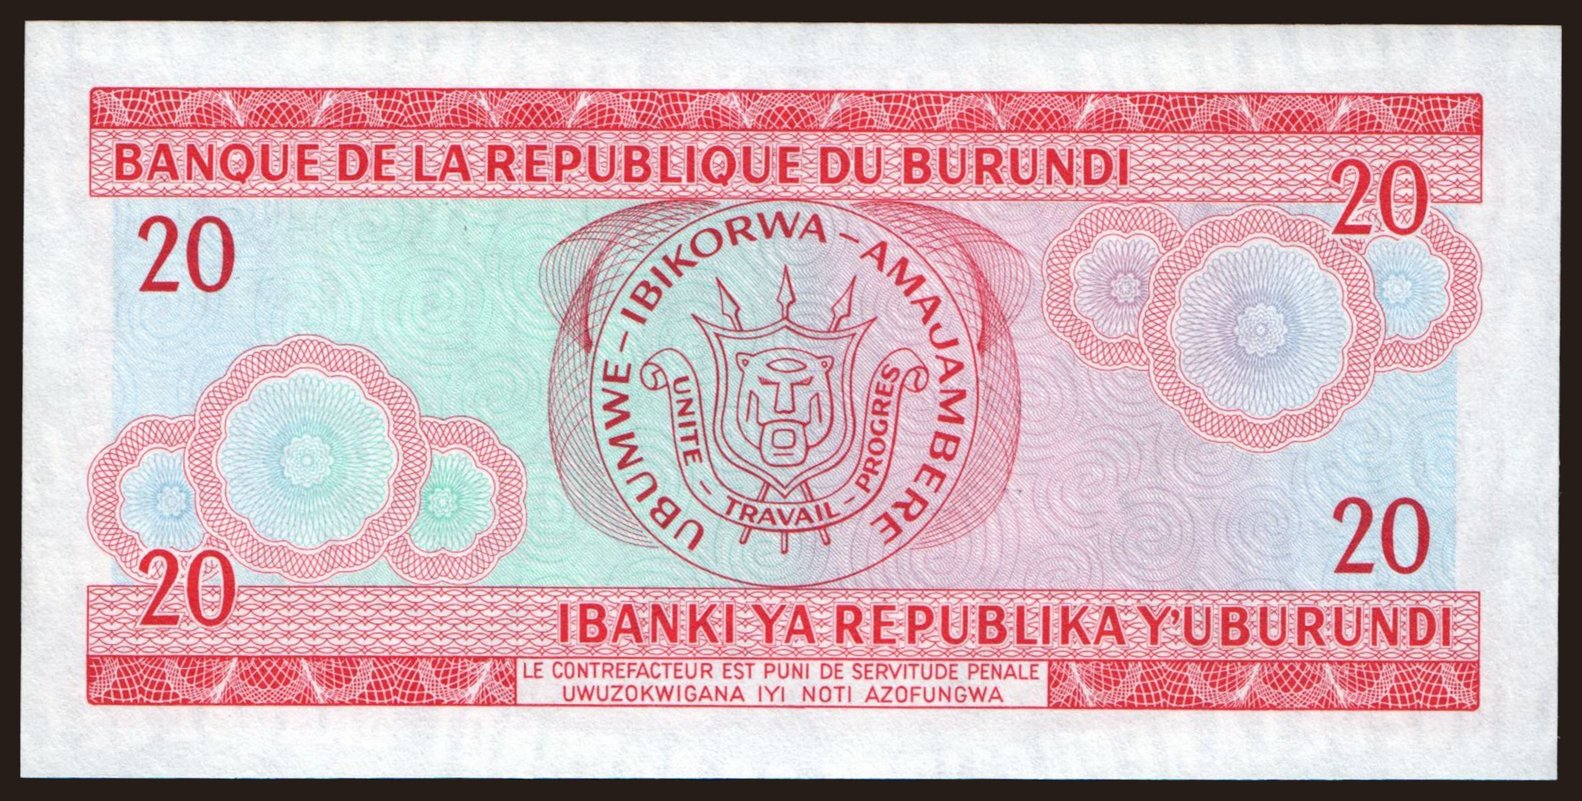 BANQUE DE LA REPUBLIQUE DU BURUNDI
20
20
UBUMWE – IBIKORWA – AMAJAMBERE
UNITE - TRAVAIL - PROGRES
20
20
IBANKI YA REPUBLIKA Y'UBURUNDI
LE CONTREFACTEUR EST PUNI DE SERVITUDE PENALE
UWUZOKWIGANA IYI NOTI AZOFUNGWA